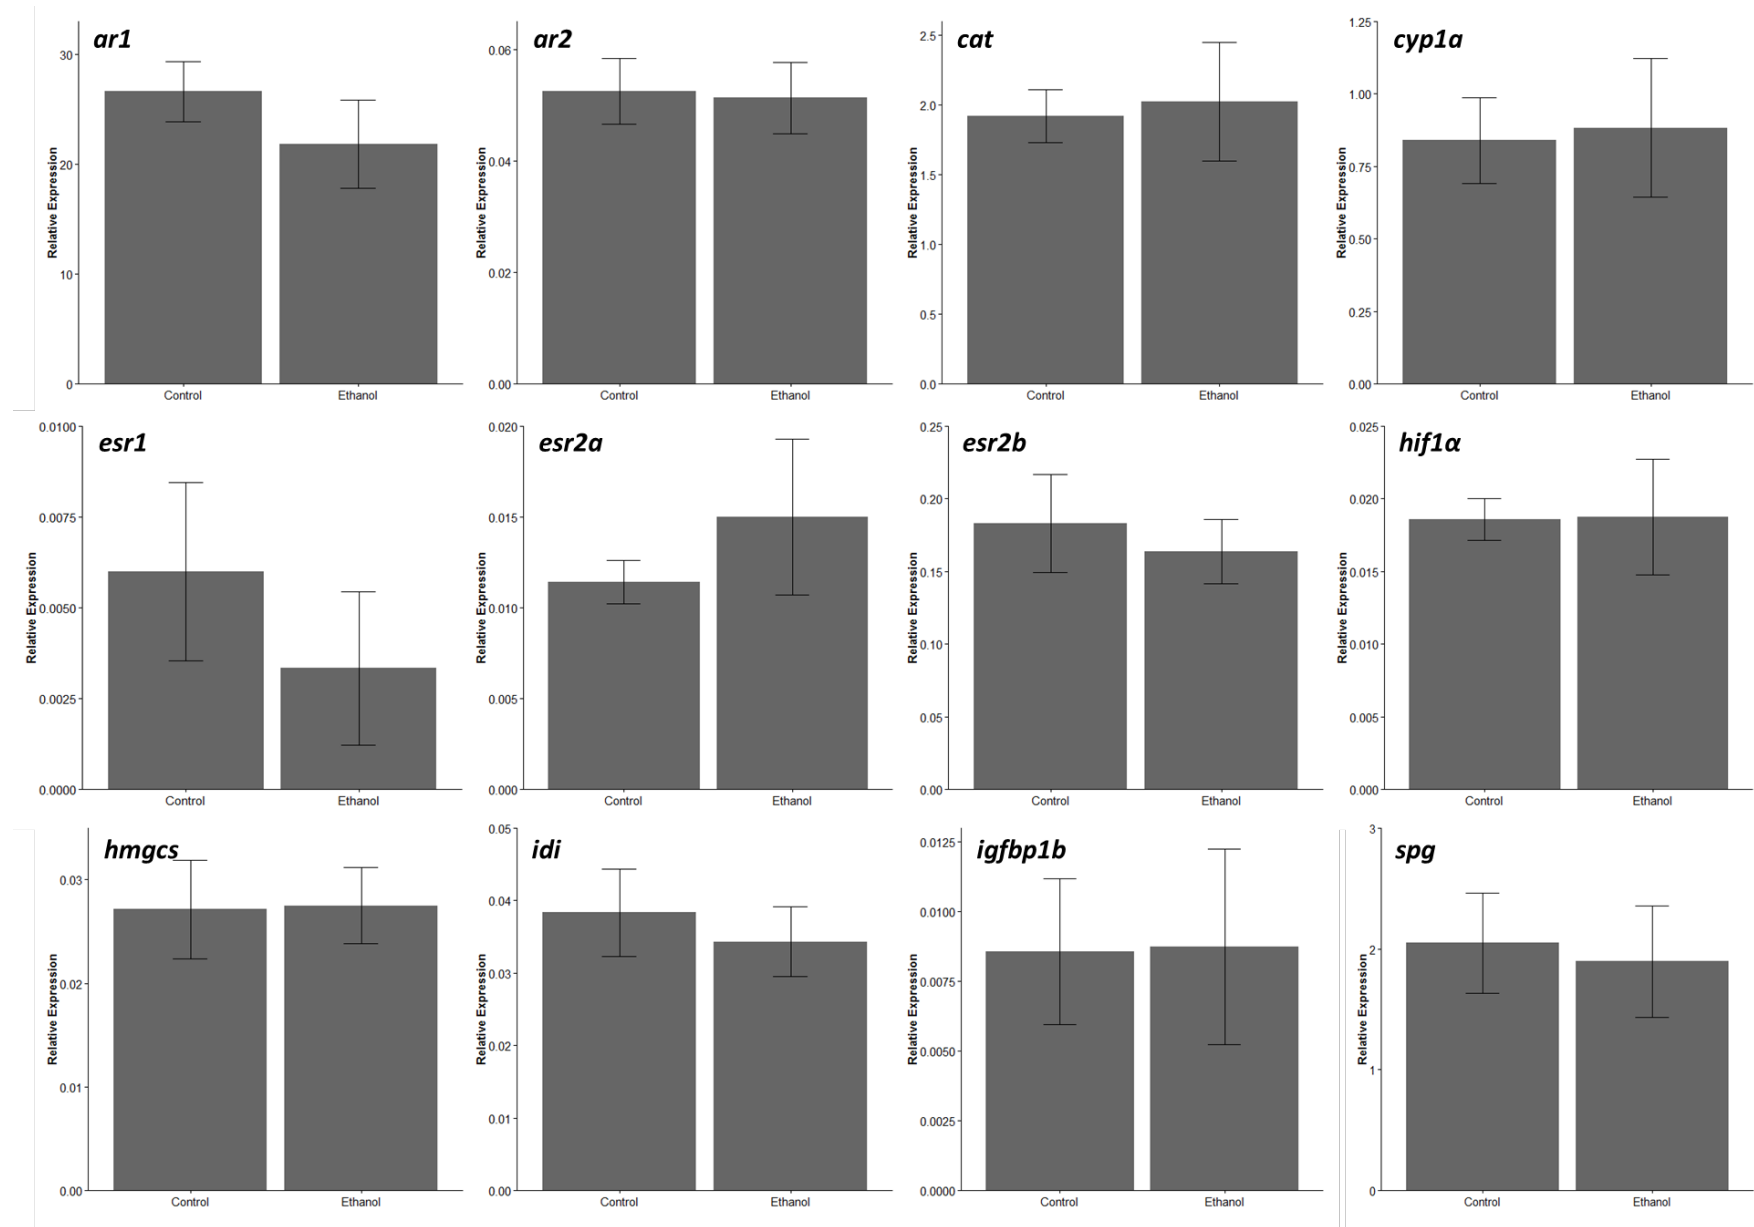 ar1
30
20
10
0
Relative Expression
Control Ethanol
ar2
0.06
0.04
0.02
0.00
Relative Expression
Control Ethanol
cat
2.5
2.0
1.5
1.0
0.5
0.0
Relative Expression
Control Ethanol
cyp1a
1.25
1.00
0.75
0.50
0.25
0.00
Relative Expression
Control Ethanol
esr1
0.0100
0.0075
0.0050
0.0025
0.0000
Relative Expression
Control Ethanol
esr2a
0.020
0.015
0.010
0.005
0.000
Relative Expression
Control Ethanol
esr2b
0.25
0.20
0.15
0.10
0.05
0.00
Relative Expression
Control Ethanol
hif1α
0.025
0.020
0.015
0.010
0.005
0.000
Relative Expression
Control Ethanol
hmgcs
0.03
0.02
0.01
0.00
Relative Expression
Control Ethanol
idi
0.05
0.04
0.03
0.02
0.01
0.00
Relative Expression
Control Ethanol
igfbp1b
0.0125
0.0100
0.0075
0.0050
0.0025
0.0000
Relative Expression
Control Ethanol
spg
3
2
1
0
Relative Expression
Control Ethanol